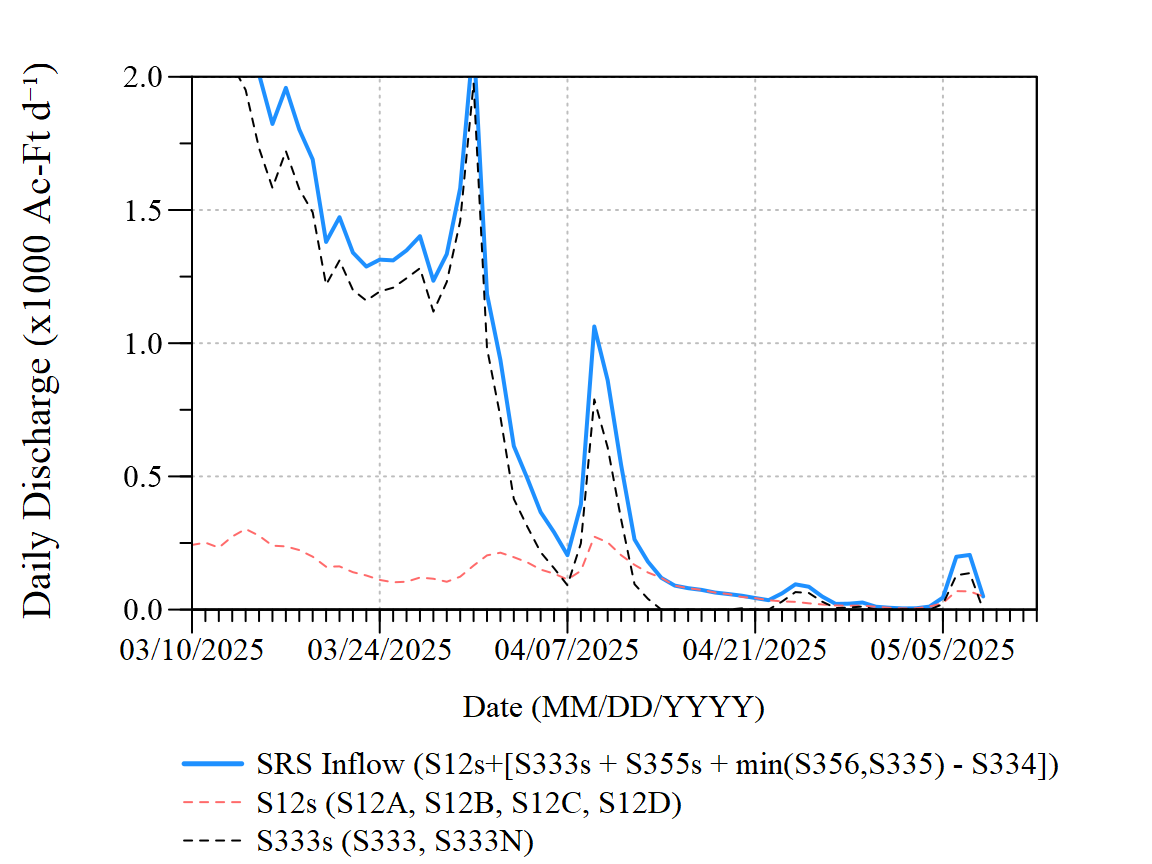 Daily Discharge (x1000 Ac-Ft d⁻¹)
2.0
1.5
1.0
0.5
0.0
03/10/2025 03/24/2025 04/07/2025 04/21/2025 05/05/2025
Date (MM/DD/YYYY)
SRS Inflow (S12s+[S333s + S355s + min(S356,S335) - S334])
S12s (S12A, S12B, S12C, S12D)
S333s (S333, S333N)